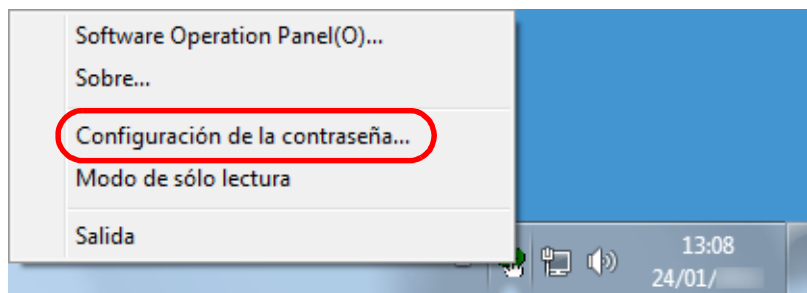 Software Operation Panel(O)...
Sobre...
Configuración de la contraseña...
Modo de sólo lectura
Salida
13:08
24/01/